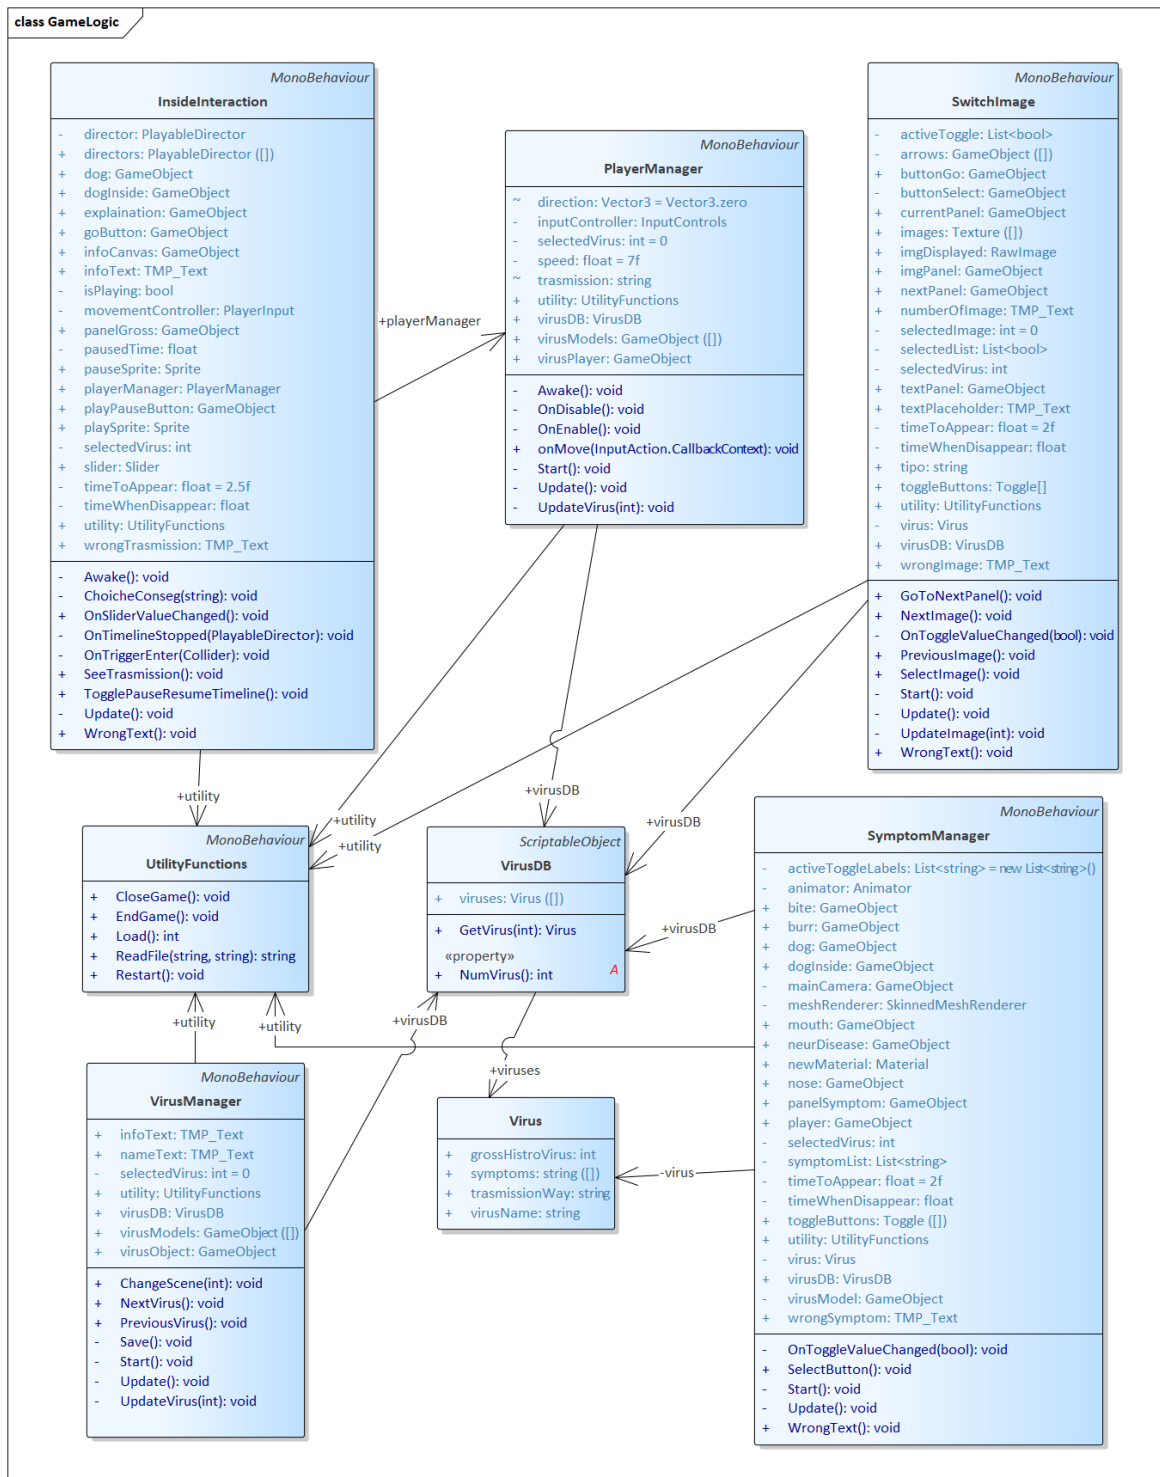 class GameLogic
MonoBehaviour
InsideInteraction
- director: PlayableDirector
+ directors: PlayableDirector ([])
+ dog: GameObject
+ dogInside: GameObject
+ explaination: GameObject
+ goButton: GameObject
+ infoCanvas: GameObject
+ infoText: TMP_Text
- isPlaying: bool
- movementController: PlayerInput
+ panelGross: GameObject
- pausedTime: float
+ pauseSprite: Sprite
+ playerManager: PlayerManager
+ playPauseButton: GameObject
+ playSprite: Sprite
- selectedVirus: int
+ slider: Slider
- timeToAppear: float = 2.5f
- timeWhenDisappear: float
+ utility: UtilityFunctions
+ wrongTrasmission: TMP_Text
- Awake(): void
- ChoicheConseg(string): void
+ OnSliderValueChanged(): void
- OnTimelineStopped(PlayableDirector): void
- OnTriggerEnter(Collider): void
+ SeeTrasmission(): void
+ TogglePauseResumeTimeline(): void
- Update(): void
+ WrongText(): void
+playerManager
MonoBehaviour
PlayerManager
~ direction: Vector3 = Vector3.zero
- inputController: InputControls
- selectedVirus: int = 0
- speed: float = 7f
~ trasmission: string
+ utility: UtilityFunctions
+ virusDB: VirusDB
+ virusModels: GameObject ([])
+ virusPlayer: GameObject
- Awake(): void
- OnDisable(): void
- OnEnable(): void
+ onMove(InputAction.CallbackContext): void
- Start(): void
- Update(): void
- UpdateVirus(int): void
MonoBehaviour
SwitchImage
- activeToggle: List<bool>
- arrows: GameObject ([])
+ buttonGo: GameObject
- buttonSelect: GameObject
+ currentPanel: GameObject
+ images: Texture ([])
+ imgDisplayed: RawImage
+ imgPanel: GameObject
+ nextPanel: GameObject
+ numberOfImage: TMP_Text
- selectedImage: int = 0
- selectedList: List<bool>
- selectedVirus: int
+ textPanel: GameObject
+ textPlaceholder: TMP_Text
- timeToAppear: float = 2f
- timeWhenDisappear: float
+ tipo: string
+ toggleButtons: Toggle[]
+ utility: UtilityFunctions
- virus: Virus
+ virusDB: VirusDB
+ wrongImage: TMP_Text
+ GoToNextPanel(): void
+ NextImage(): void
- OnToggleValueChanged(bool): void
+ PreviousImage(): void
+ SelectImage(): void
- Start(): void
- Update(): void
- UpdateImage(int): void
+ WrongText(): void
+utility
+utility
+utility
+virusDB
+virusDB
MonoBehaviour
UtilityFunctions
+ CloseGame(): void
+ EndGame(): void
+ Load(): int
+ ReadFile(string, string): string
+ Restart(): void
ScriptableObject
VirusDB
+ viruses: Virus ([])
+ GetVirus(int): Virus
«property»
+ NumVirus(): int
A
+virusDB
MonoBehaviour
SymptomManager
- activeToggleLabels: List<string> = new List<string>()
- animator: Animator
+ bite: GameObject
+ burr: GameObject
+ dog: GameObject
+ dogInside: GameObject
- mainCamera: GameObject
- meshRenderer: SkinnedMeshRenderer
+ mouth: GameObject
+ neurDisease: GameObject
+ newMaterial: Material
+ nose: GameObject
+ panelSymptom: GameObject
+ player: GameObject
- selectedVirus: int
- symptomList: List<string>
- timeToAppear: float = 2f
- timeWhenDisappear: float
+ toggleButtons: Toggle ([])
+ utility: UtilityFunctions
- virus: Virus
+ virusDB: VirusDB
- virusModel: GameObject
+ wrongSymptom: TMP_Text
- OnToggleValueChanged(bool): void
+ SelectButton(): void
- Start(): void
- Update(): void
+ WrongText(): void
+utility
+utility
+virusDB
+viruses
-virus
MonoBehaviour
VirusManager
+ infoText: TMP_Text
+ nameText: TMP_Text
- selectedVirus: int = 0
+ utility: UtilityFunctions
+ virusDB: VirusDB
+ virusModels: GameObject ([])
+ virusObject: GameObject
+ ChangeScene(int): void
+ NextVirus(): void
+ PreviousVirus(): void
- Save(): void
- Start(): void
- Update(): void
- UpdateVirus(int): void
Virus
+ grossHistroVirus: int
+ symptoms: string ([])
+ trasmissionWay: string
+ virusName: string